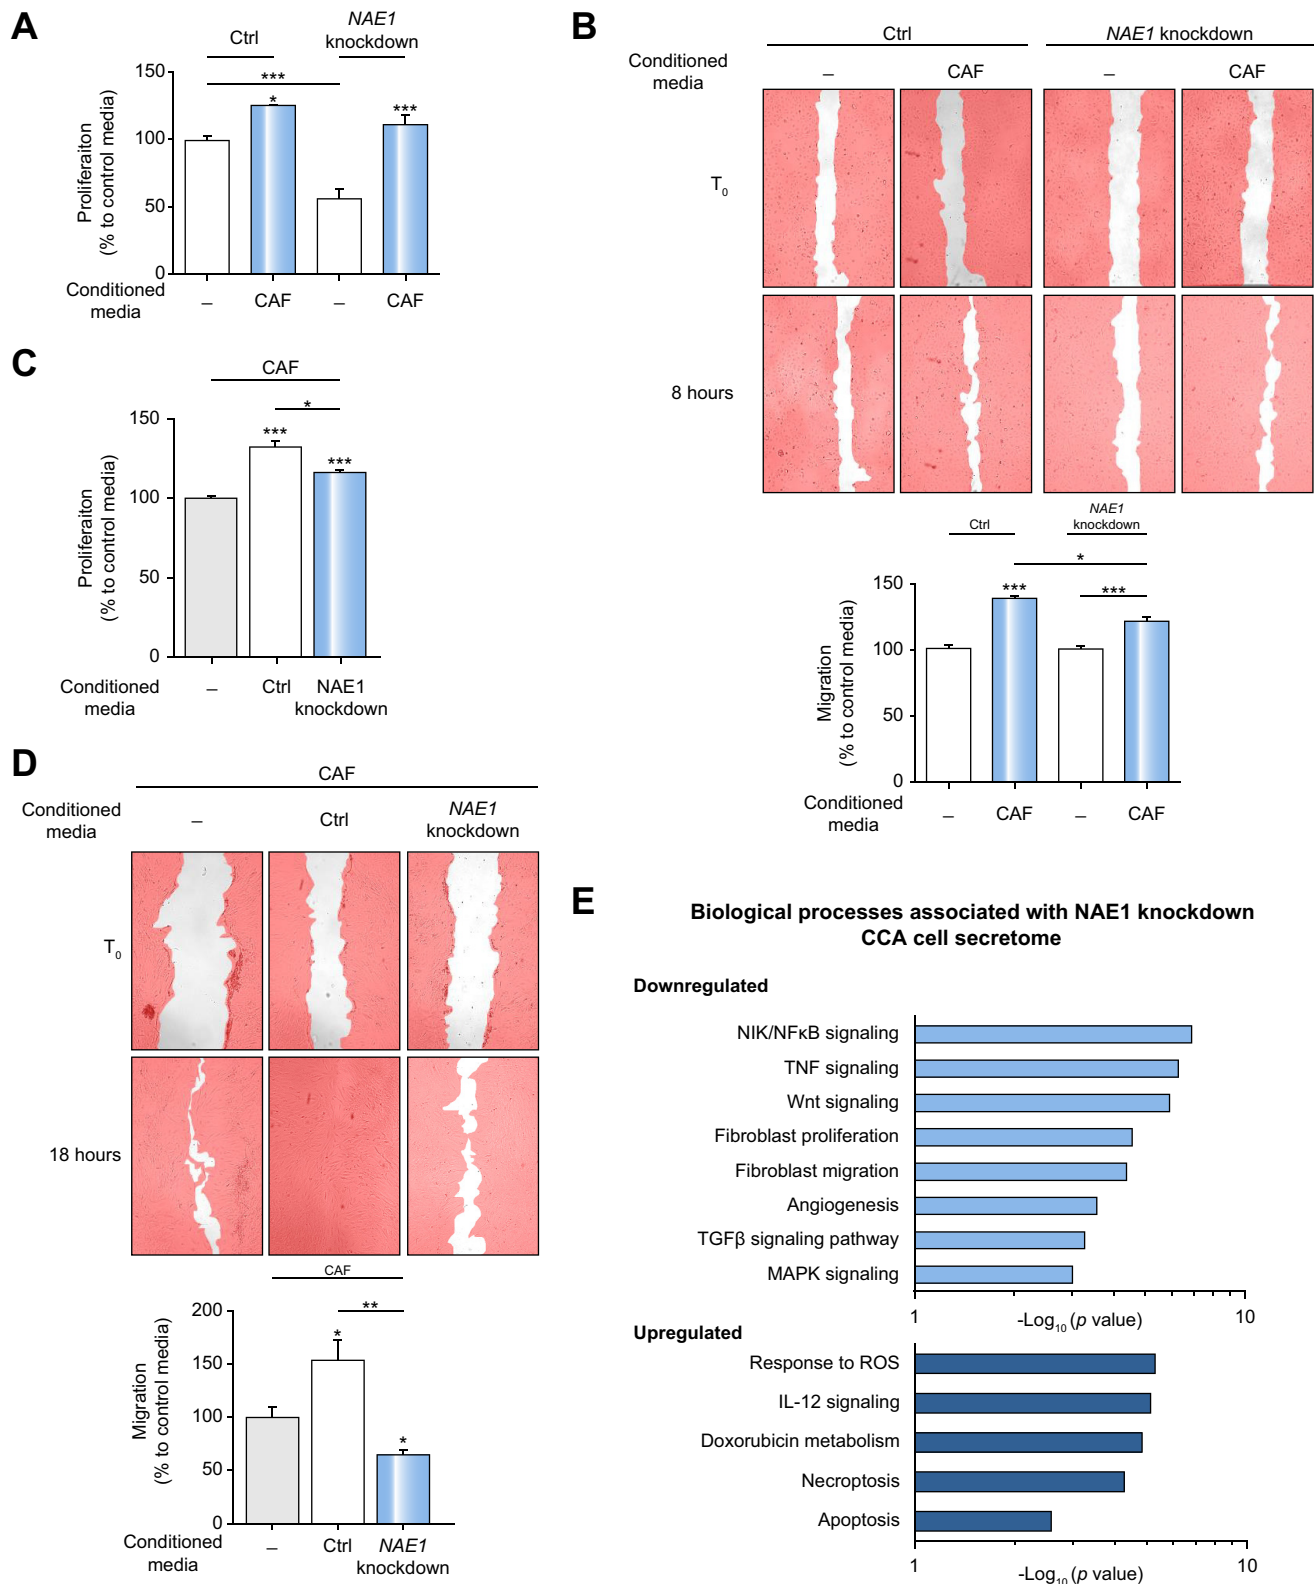 A
Ctrl
NAE1
knockdown
***
*
***
150
100
50
0
Proliferaiton
(% to control media)
Conditioned
media
–
CAF
–
CAF
B
Ctrl
NAE1 knockdown
Conditioned
media
–
CAF
–
CAF
T0
8 hours
Ctrl
NAE1
knockdown
*
***
***
150
100
50
0
Migration
(% to control media)
Conditioned
media
–
CAF
–
CAF
C
CAF
*
***
***
150
100
50
0
Proliferaiton
(% to control media)
Conditioned
media
–
Ctrl
NAE1
knockdown
D
CAF
Conditioned
media
–
Ctrl
NAE1
knockdown
T0
18 hours
CAF
**
*
*
200
150
100
50
0
Migration
(% to control media)
Conditioned
media
–
Ctrl
NAE1
knockdown
E
Biological processes associated with NAE1 knockdown
CCA cell secretome
Downregulated
NIK/NFκB signaling
TNF signaling
Wnt signaling
Fibroblast proliferation
Fibroblast migration
Angiogenesis
TGFβ signaling pathway
MAPK signaling
1
10
-Log10 (p value)
Upregulated
Response to ROS
IL-12 signaling
Doxorubicin metabolism
Necroptosis
Apoptosis
1
10
-Log10 (p value)